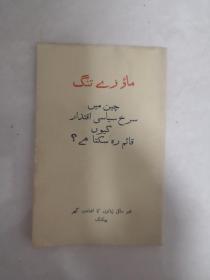 ماؤ زے تنگ
چین میں
سرخ سیاسی اقتدار
کیوں
قائم رہ سکتا ہے؟
غیر ملکی زبانوں کا اشاعت گھر
پیکنگ